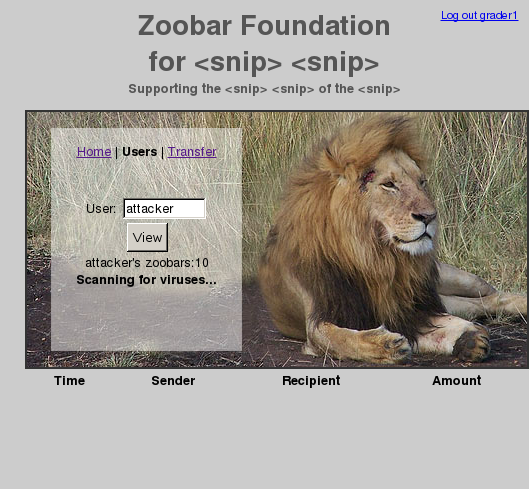 Log out grader1
Zoobar Foundation
for <snip> <snip>
Supporting the <snip> <snip> of the <snip>
Home | Users | Transfer
User: attacker
View
attacker's zoobars:10
Scanning for viruses...
Time Sender Recipient Amount